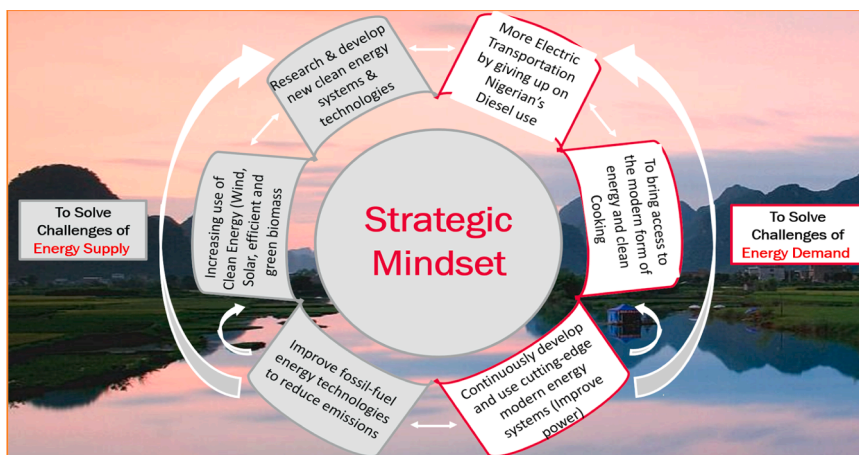 Research & develop
new clean energy
systems &
technologies
More Electric
Transportation
by giving up on
Nigerian's
Diesel use
Increasing use of
Clean Energy (Wind,
Solar, efficient and
green biomass
To bring access to
the modern form of
energy and clean
Cooking
To Solve
Challenges of
Energy Supply
Strategic
Mindset
To Solve
Challenges of
Energy Demand
Improve fossil-fuel
energy technologies
to reduce emissions
Continuously develop
and use cutting-edge
modern energy
systems (Improve
power)